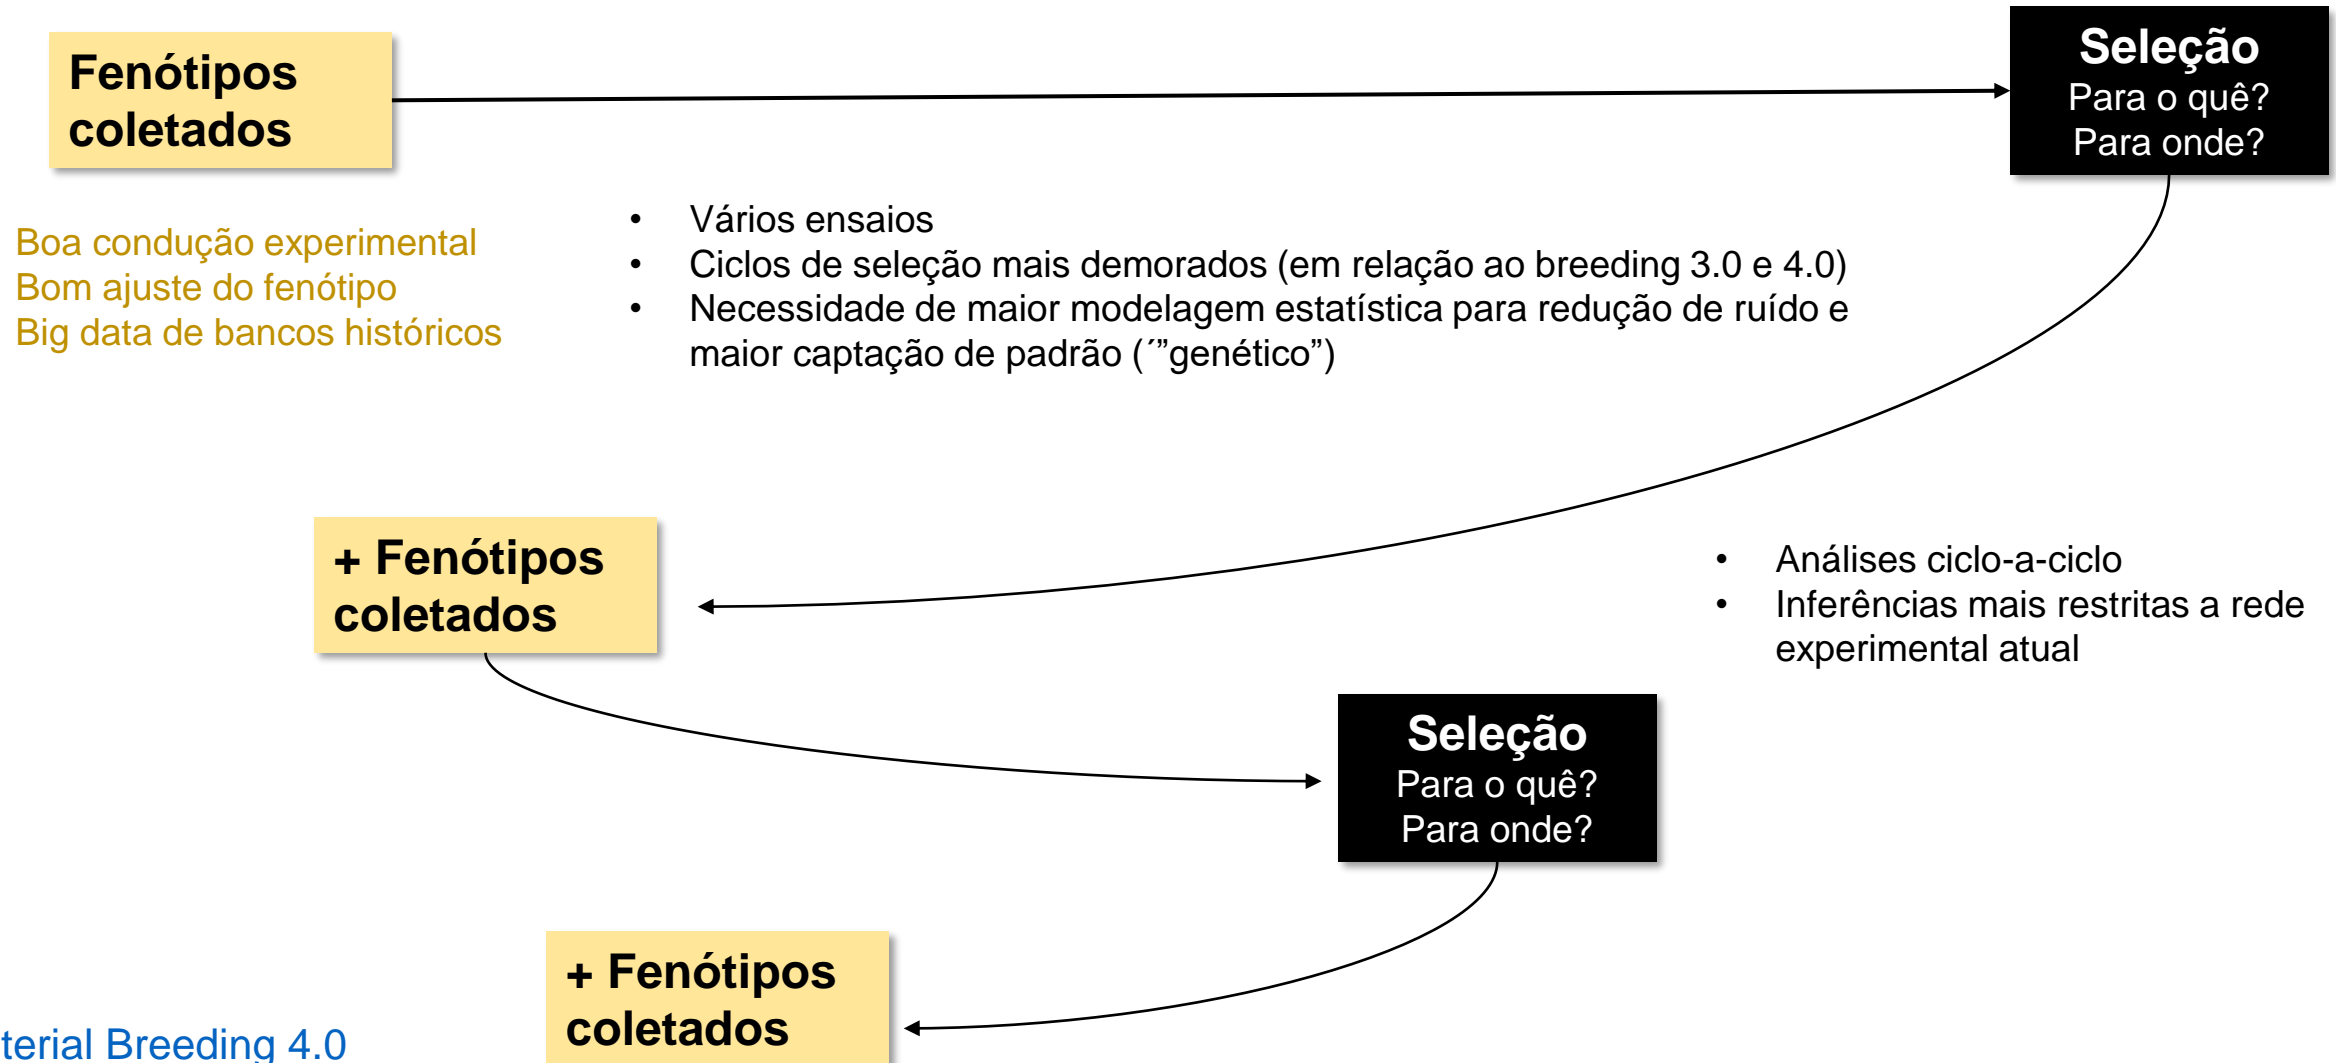 Fenótipos
coletados
Seleção
Para o quê?
Para onde?
Boa condução experimental
Bom ajuste do fenótipo
Big data de bancos históricos
• Vários ensaios
• Ciclos de seleção mais demorados (em relação ao breeding 3.0 e 4.0)
• Necessidade de maior modelagem estatística para redução de ruído e
maior captação de padrão (´”genético”)
+ Fenótipos
coletados
• Análises ciclo-a-ciclo
• Inferências mais restritas a rede
experimental atual
Seleção
Para o quê?
Para onde?
+ Fenótipos
coletados
terial Breeding 4.0